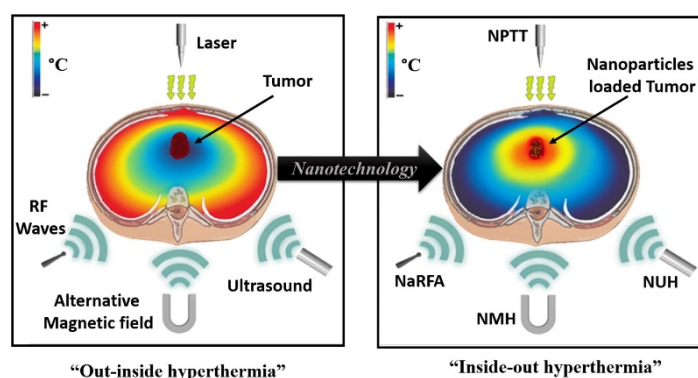 +
°C
−
Laser
Tumor
RF
Waves
Alternative
Magnetic field
Ultrasound
"Out-inside hyperthermia"
Nanotechnology
+
°C
−
NPTT
Nanoparticles
loaded Tumor
NaRFA
NMH
NUH
"Inside-out hyperthermia"